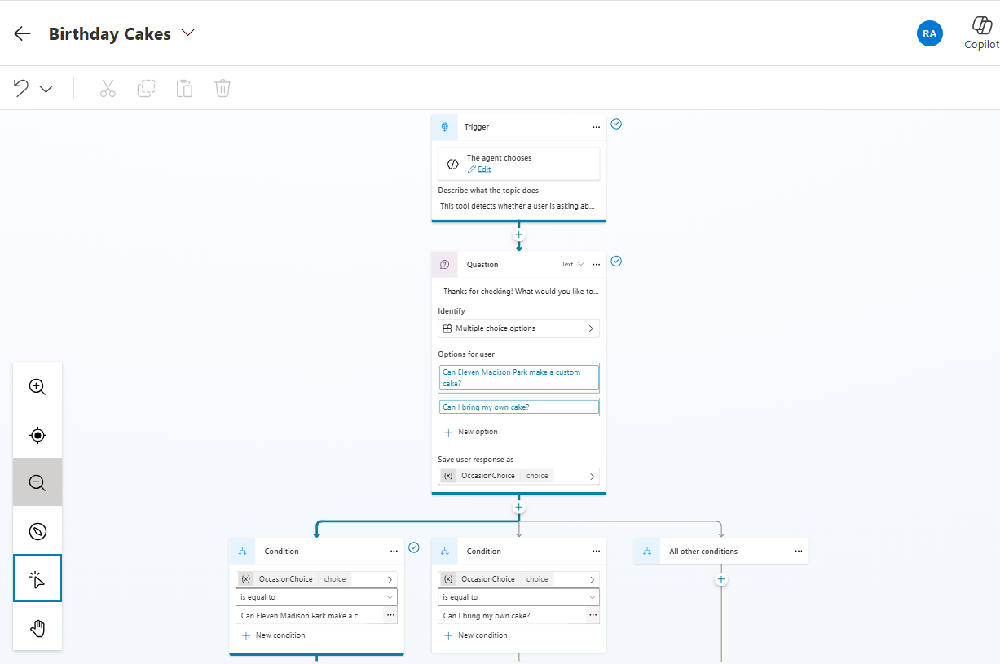 Birthday Cakes
RA
Copilot
Trigger
The agent chooses
Edit
Describe what the topic does
This tool detects whether a user is asking ab...
Question
Text
Thanks for checking! What would you like to...
Identify
Multiple choice options
Options for user
Can Eleven Madison Park make a custom
cake?
Can I bring my own cake?
New option
Save user response as
{x} OccasionChoice choice
Condition
{x} OccasionChoice choice
is equal to
Can Eleven Madison Park make a c...
New condition
Condition
{x} OccasionChoice choice
is equal to
Can I bring my own cake?
New condition
All other conditions